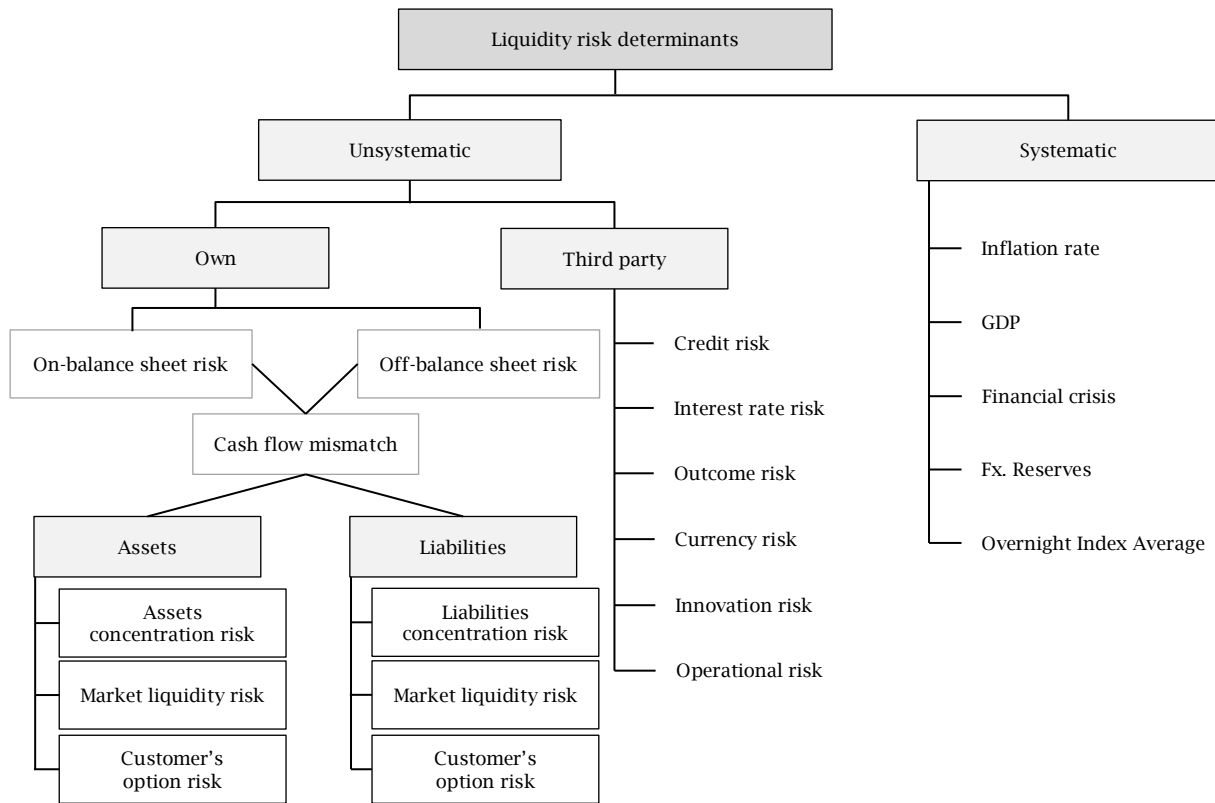 Liquidity risk determinants
Unsystematic
Systematic
Own
Third party
Inflation rate
GDP
Financial crisis
Fx. Reserves
Overnight Index Average
On-balance sheet risk
Off-balance sheet risk
Cash flow mismatch
Credit risk
Interest rate risk
Outcome risk
Currency risk
Innovation risk
Operational risk
Assets
Assets
concentration risk
Market liquidity risk
Customer’s
option risk
Liabilities
Liabilities
concentration risk
Market liquidity risk
Customer’s
option risk